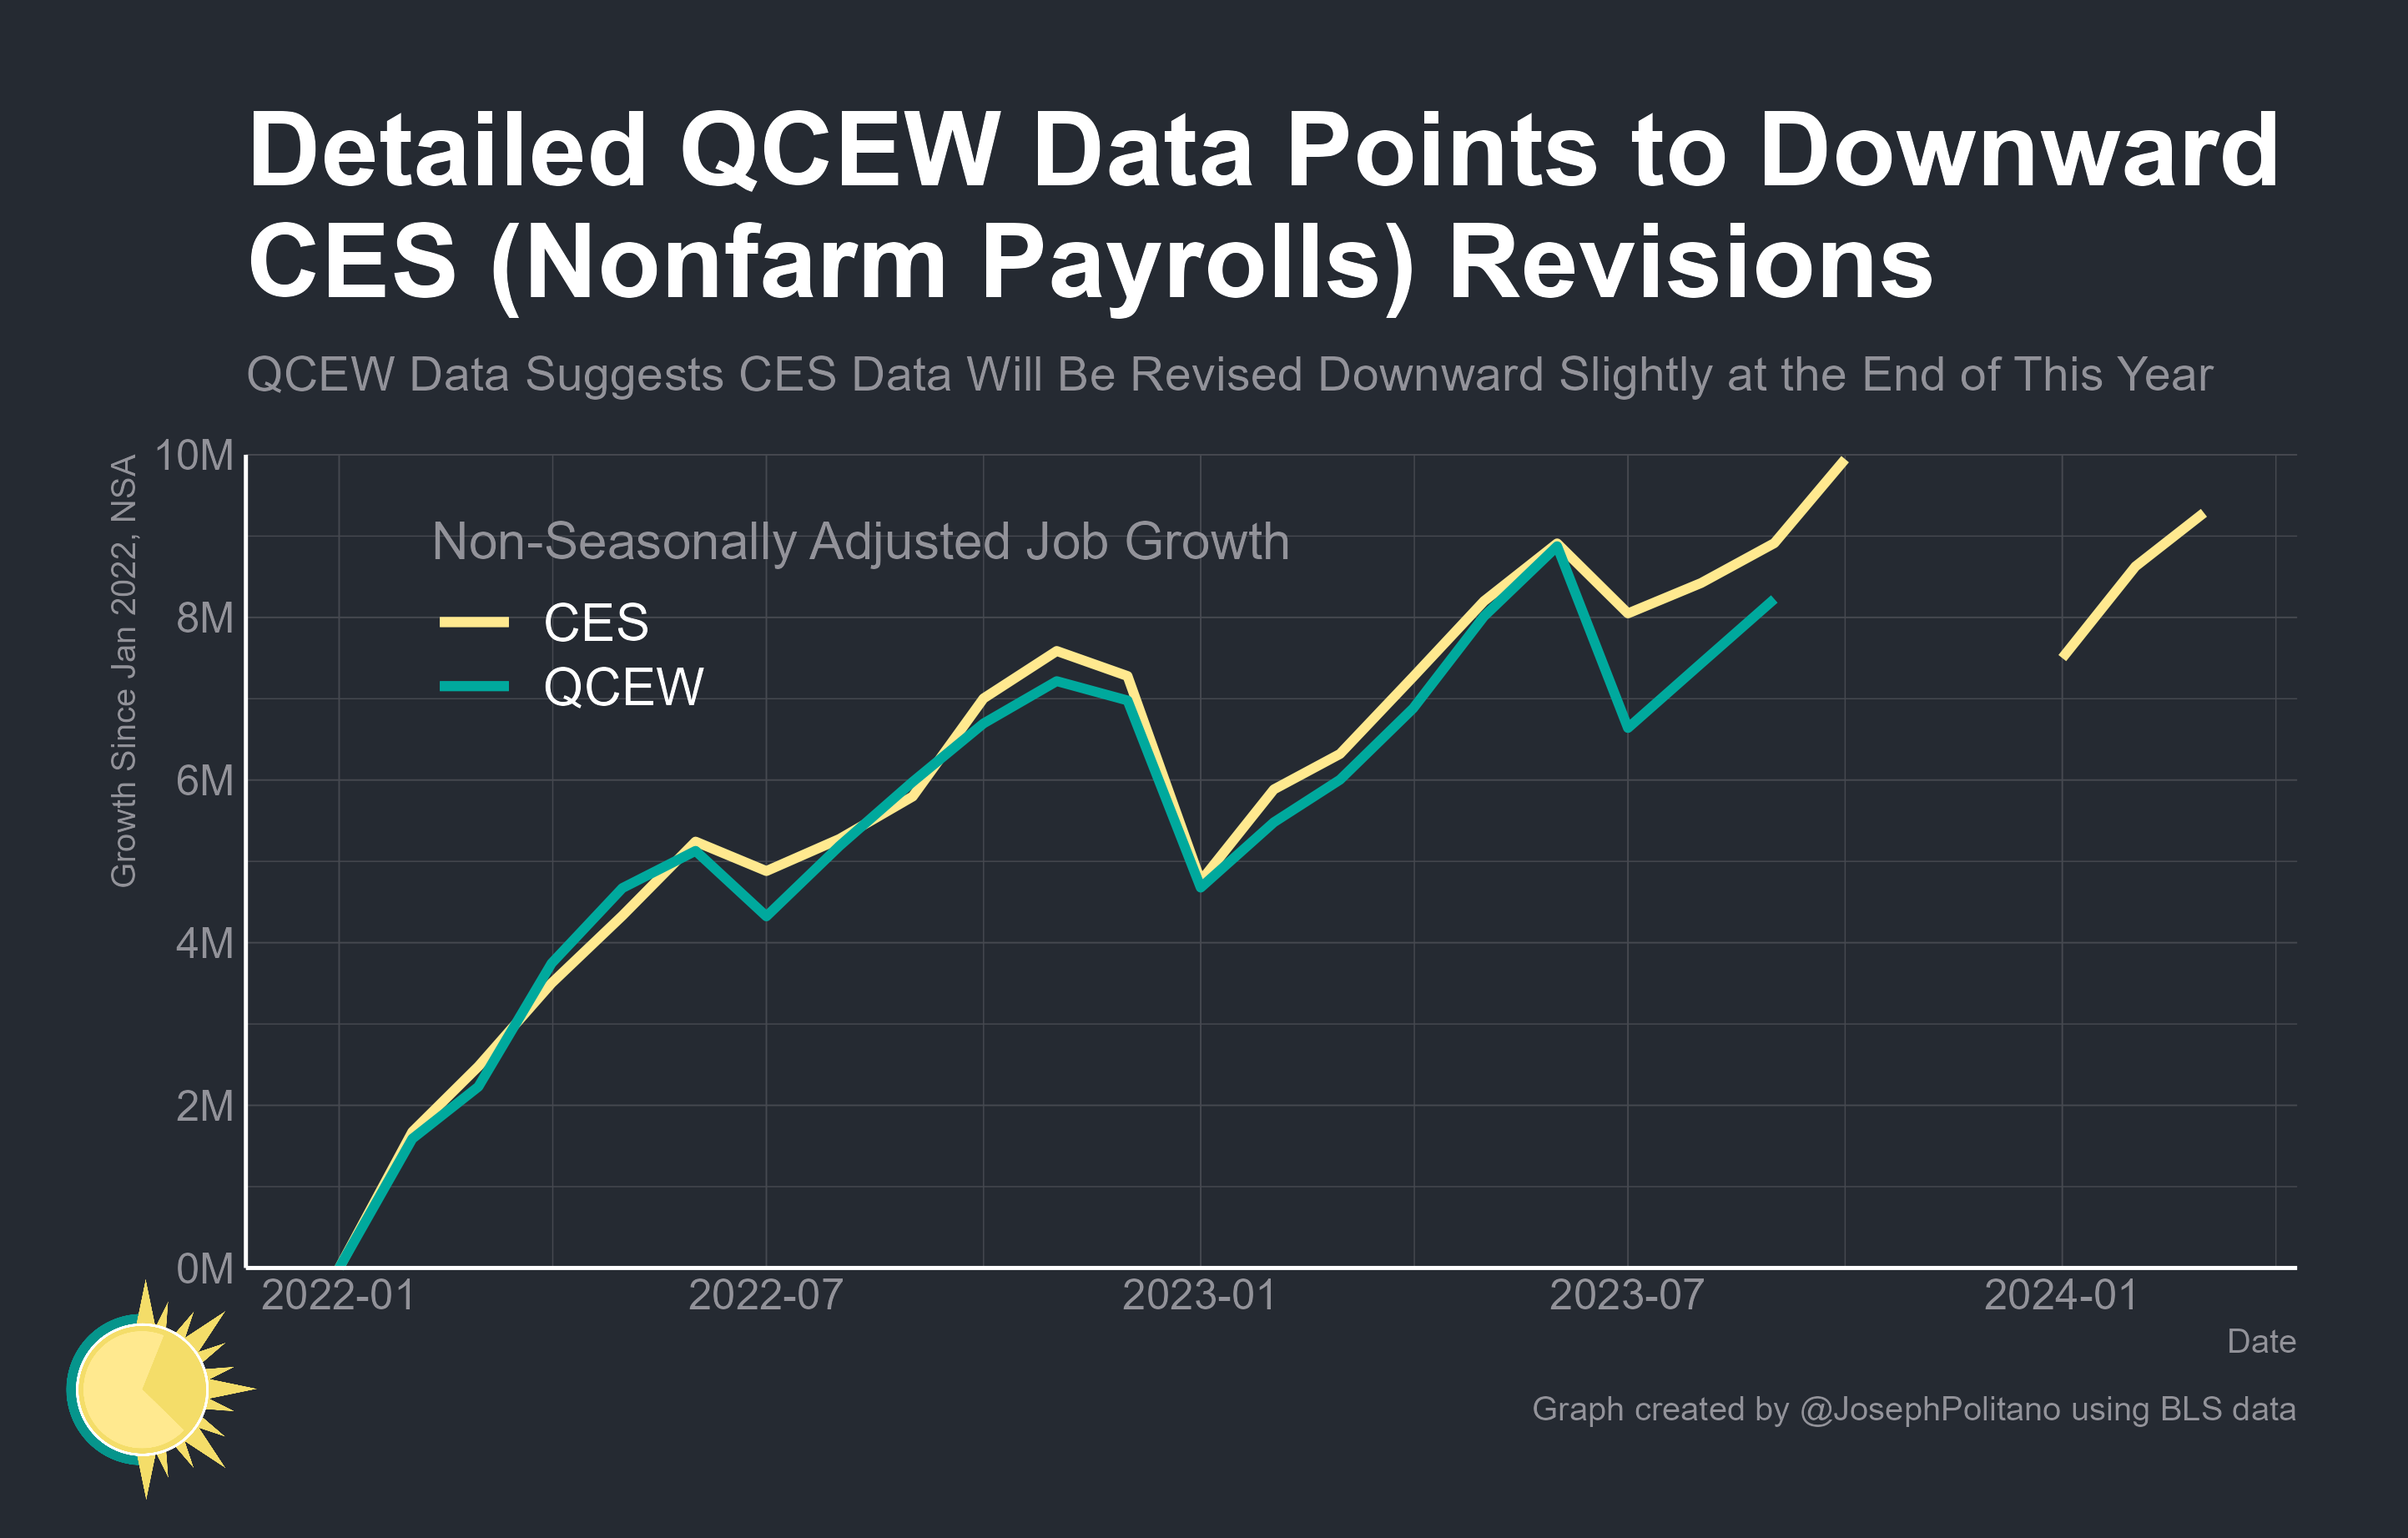 Detailed QCEW Data Points to Downward
CES (Nonfarm Payrolls) Revisions
QCEW Data Suggests CES Data Will Be Revised Downward Slightly at the End of This Year
Growth Since Jan 2022, NSA
10M
8M
6M
4M
2M
0M
Non-Seasonally Adjusted Job Growth
CES
QCEW
2022-01
2022-07
2023-01
2023-07
2024-01
Date
Graph created by @JosephPolitano using BLS data